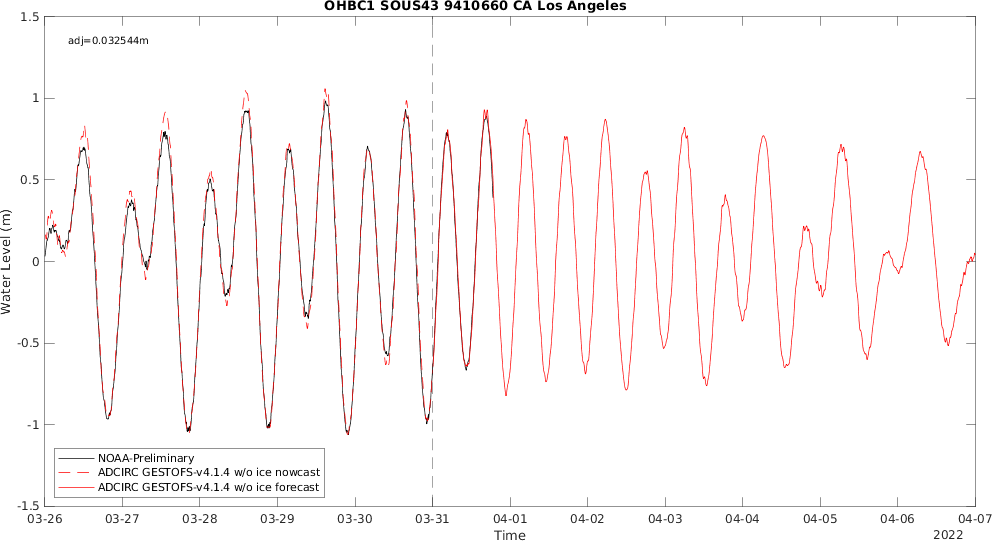 OHBC1 SOUS43 9410660 CA Los Angeles
1.5
adj=0.032544m
1
0.5
0
-0.5
-1
-1.5
Water Level (m)
NOAA-Preliminary
ADCIRC GESTOFS-v4.1.4 w/o ice nowcast
ADCIRC GESTOFS-v4.1.4 w/o ice forecast
03-26 03-27 03-28 03-29 03-30 03-31 04-01 04-02 04-03 04-04 04-05 04-06 04-07
Time
2022